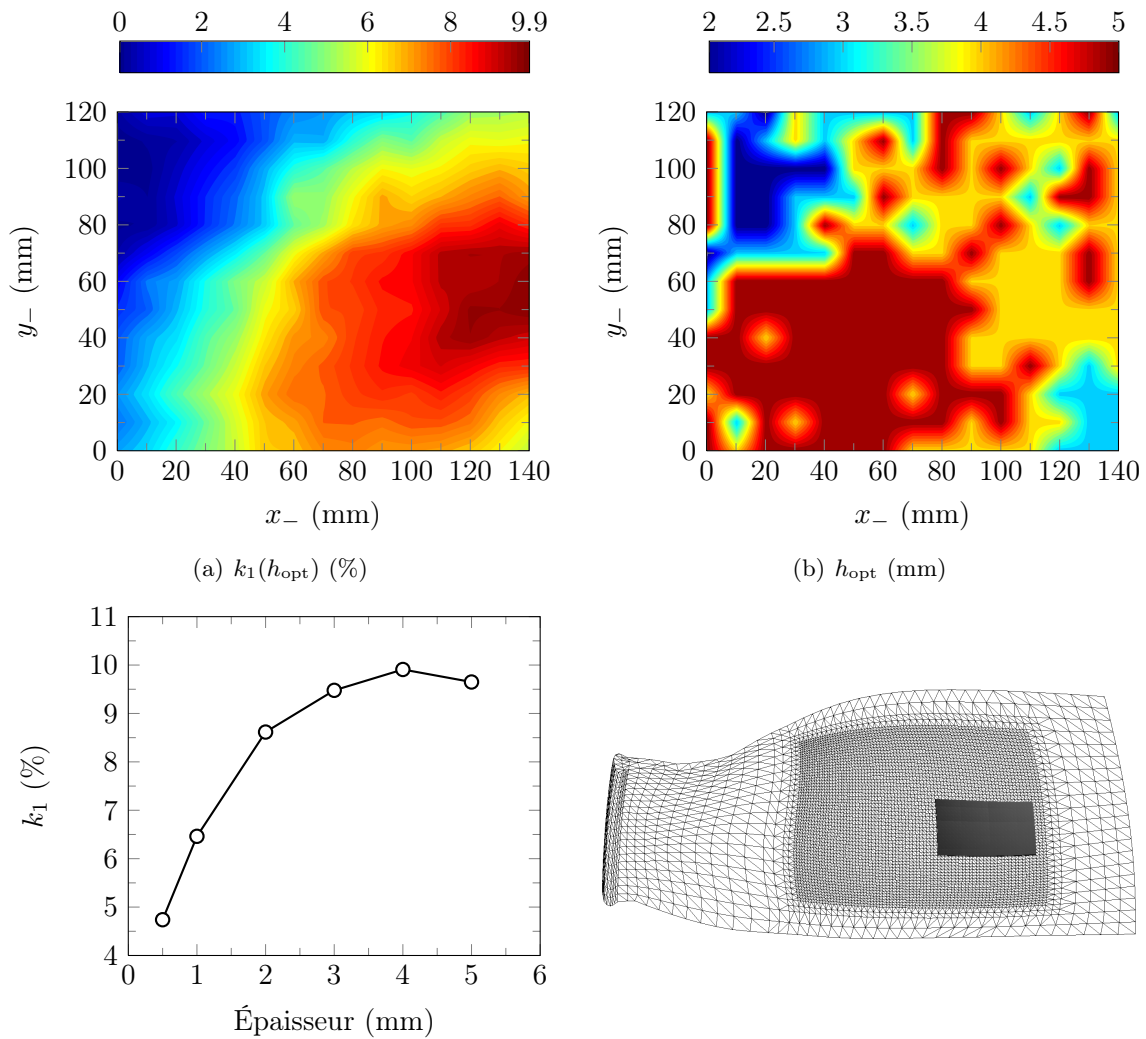 0 2 4 6 8 9.9
2 2.5 3 3.5 4 4.5 5
120
100
80
60
40
20
0
0 20 40 60 80 100 120 140
y₋ (mm)
x₋ (mm)
(a) k₁(h_opt) (%)
120
100
80
60
40
20
0
0 20 40 60 80 100 120 140
y₋ (mm)
x₋ (mm)
(b) h_opt (mm)
11
10
9
8
7
6
5
4
0 1 2 3 4 5 6
k₁ (%)
Épaisseur (mm)